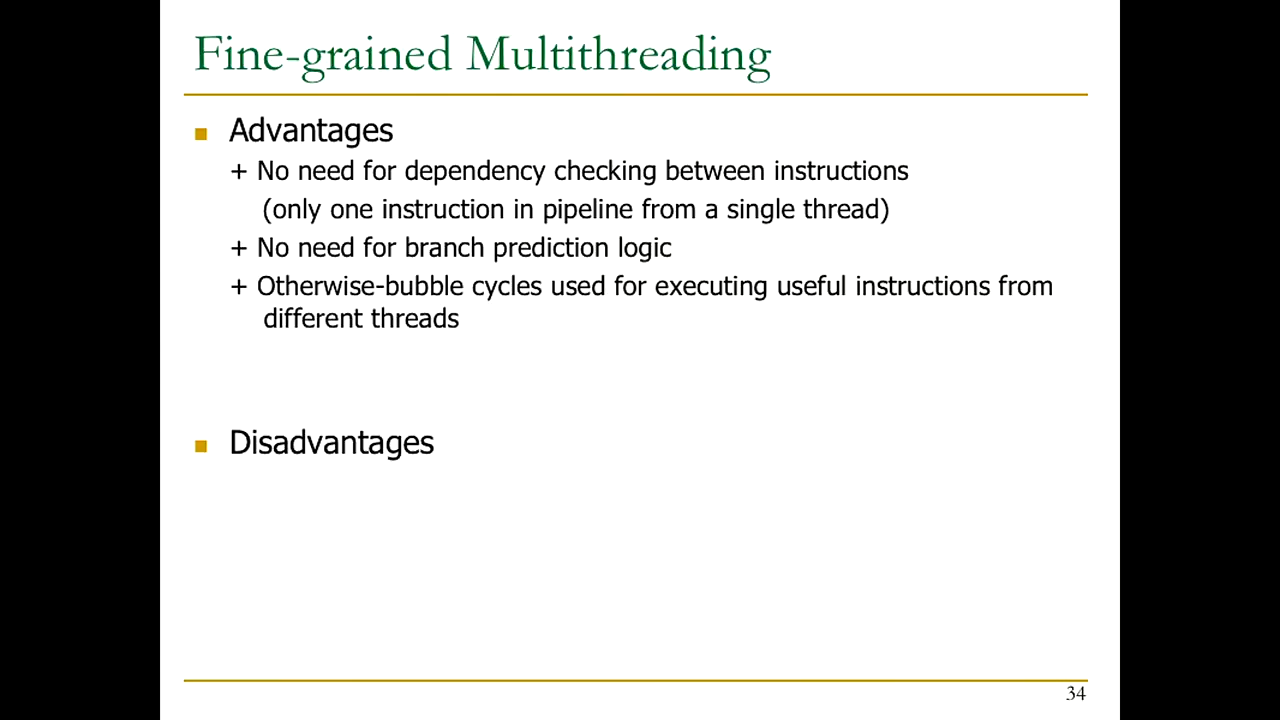 Fine-grained Multithreading
Advantages
+ No need for dependency checking between instructions
(only one instruction in pipeline from a single thread)
+ No need for branch prediction logic
+ Otherwise-bubble cycles used for executing useful instructions from
different threads
Disadvantages
34